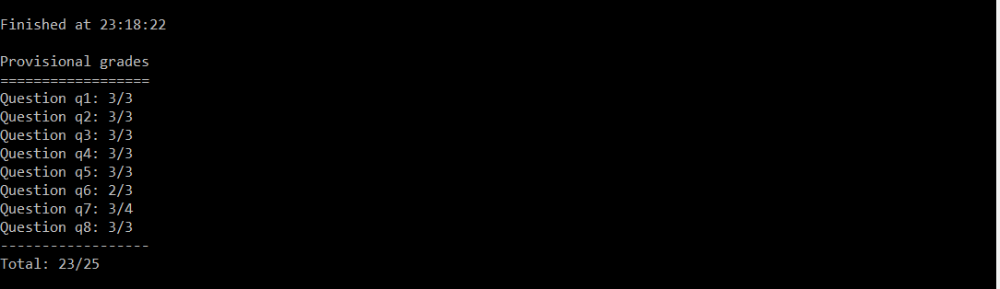 Finished at 23:18:22
Provisional grades
==================
Question q1: 3/3
Question q2: 3/3
Question q3: 3/3
Question q4: 3/3
Question q5: 3/3
Question q6: 2/3
Question q7: 3/4
Question q8: 3/3
------------------
Total: 23/25